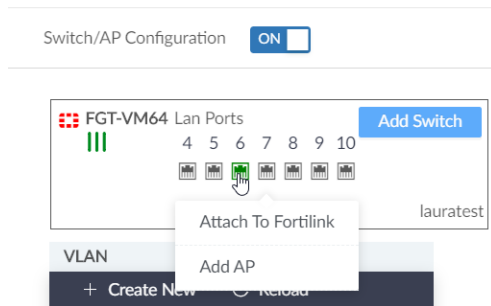 Switch/AP Configuration ON
FGT-VM64 Lan Ports Add Switch
4 5 6 7 8 9 10
Attach To Fortilink
lauratest
VLAN
Add AP
+ Create New Reload